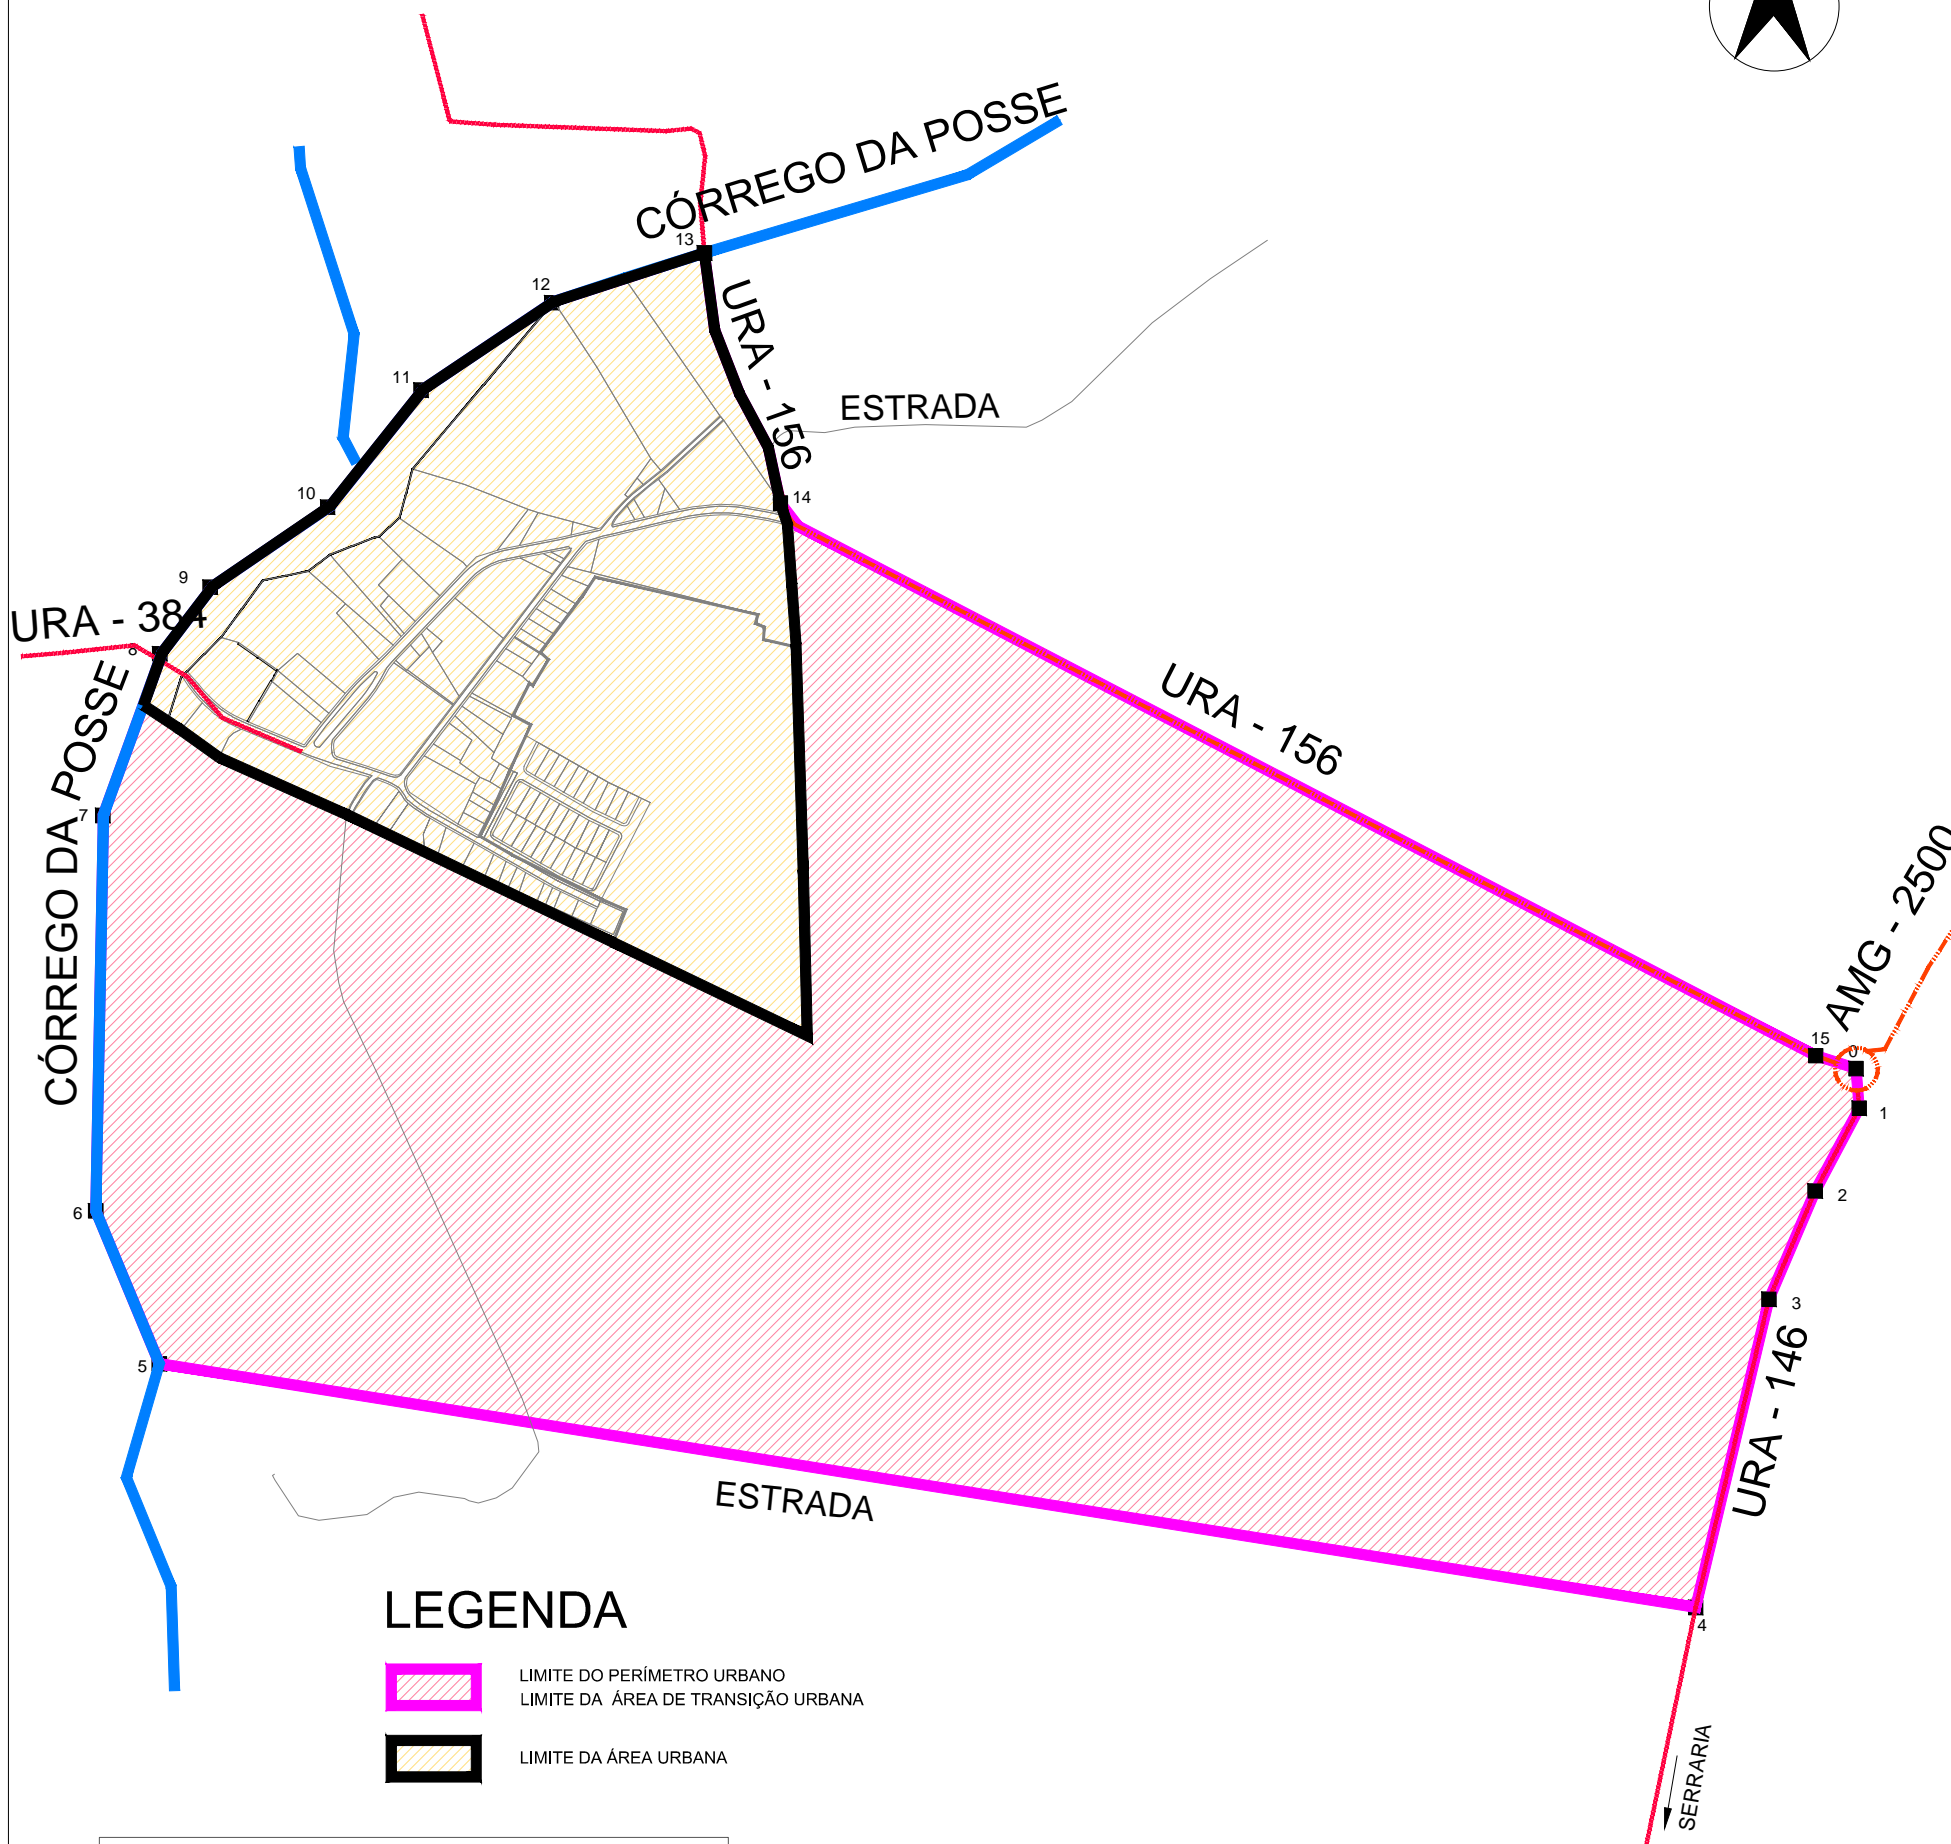 CÓRREGO DA POSSE
13
12
URA - 156
11
ESTRADA
10
14
9
URA - 384
8
CÓRREGO DA POSSE
URA - 156
7
AMG - 2500
15
0
1
2
6
3
URA - 146
5
ESTRADA
4
LEGENDA
LIMITE DO PERÍMETRO URBANO
LIMITE DA ÁREA DE TRANSIÇÃO URBANA
LIMITE DA ÁREA URBANA
SERRARIA